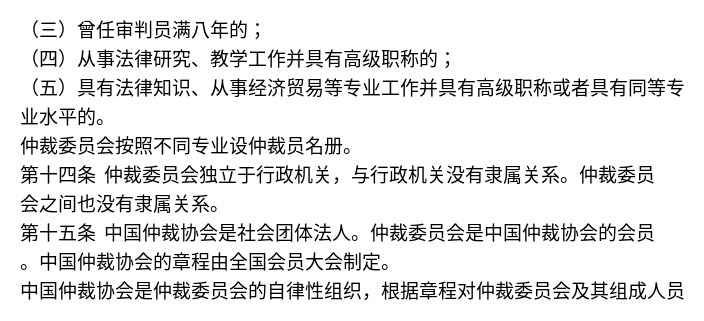 （三）曾任审判员满八年的；
（四）从事法律研究、教学工作并具有高级职称的；
（五）具有法律知识、从事经济贸易等专业工作并具有高级职称或者具有同等专
业水平的。
仲裁委员会按照不同专业设仲裁员名册。
第十四条 仲裁委员会独立于行政机关，与行政机关没有隶属关系。仲裁委员
会之间也没有隶属关系。
第十五条 中国仲裁协会是社会团体法人。仲裁委员会是中国仲裁协会的会员
。中国仲裁协会的章程由全国会员大会制定。
中国仲裁协会是仲裁委员会的自律性组织，根据章程对仲裁委员会及其组成人员